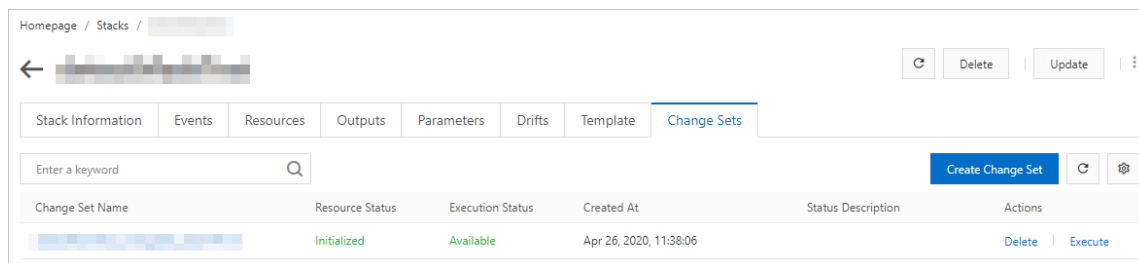 Homepage / Stacks /
Delete Update
Stack Information Events Resources Outputs Parameters Drifts Template Change Sets
Enter a keyword Create Change Set
Change Set Name Resource Status Execution Status Created At Status Description Actions
Initialized Available Apr 26, 2020, 11:38:06 Delete Execute